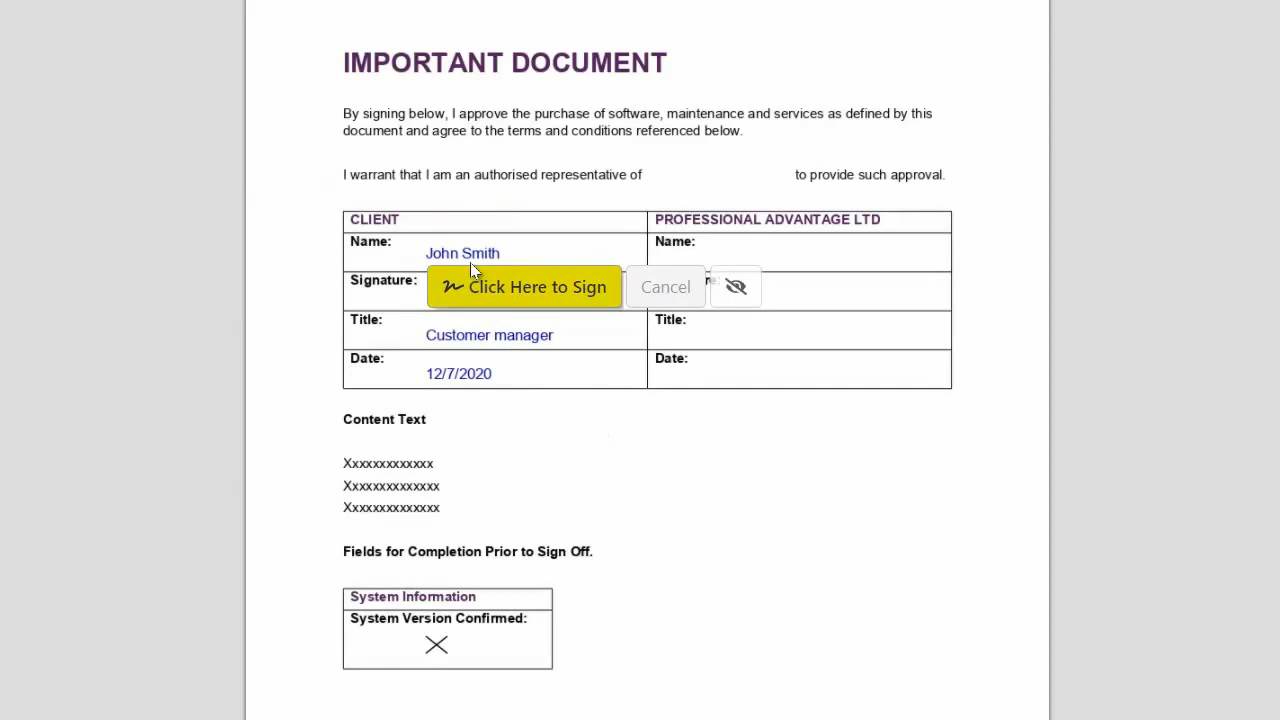 IMPORTANT DOCUMENT
By signing below, I approve the purchase of software, maintenance and services as defined by this
document and agree to the terms and conditions referenced below.
I warrant that I am an authorised representative of to provide such approval.
CLIENT PROFESSIONAL ADVANTAGE LTD
Name: John Smith Name:
Signature: Click Here to Sign Cancel
Title: Customer manager Title:
Date: 12/7/2020 Date:
Content Text
Xxxxxxxxxxxxx
Xxxxxxxxxxxxxx
Xxxxxxxxxxxxxx
Fields for Completion Prior to Sign Off.
System Information
System Version Confirmed: